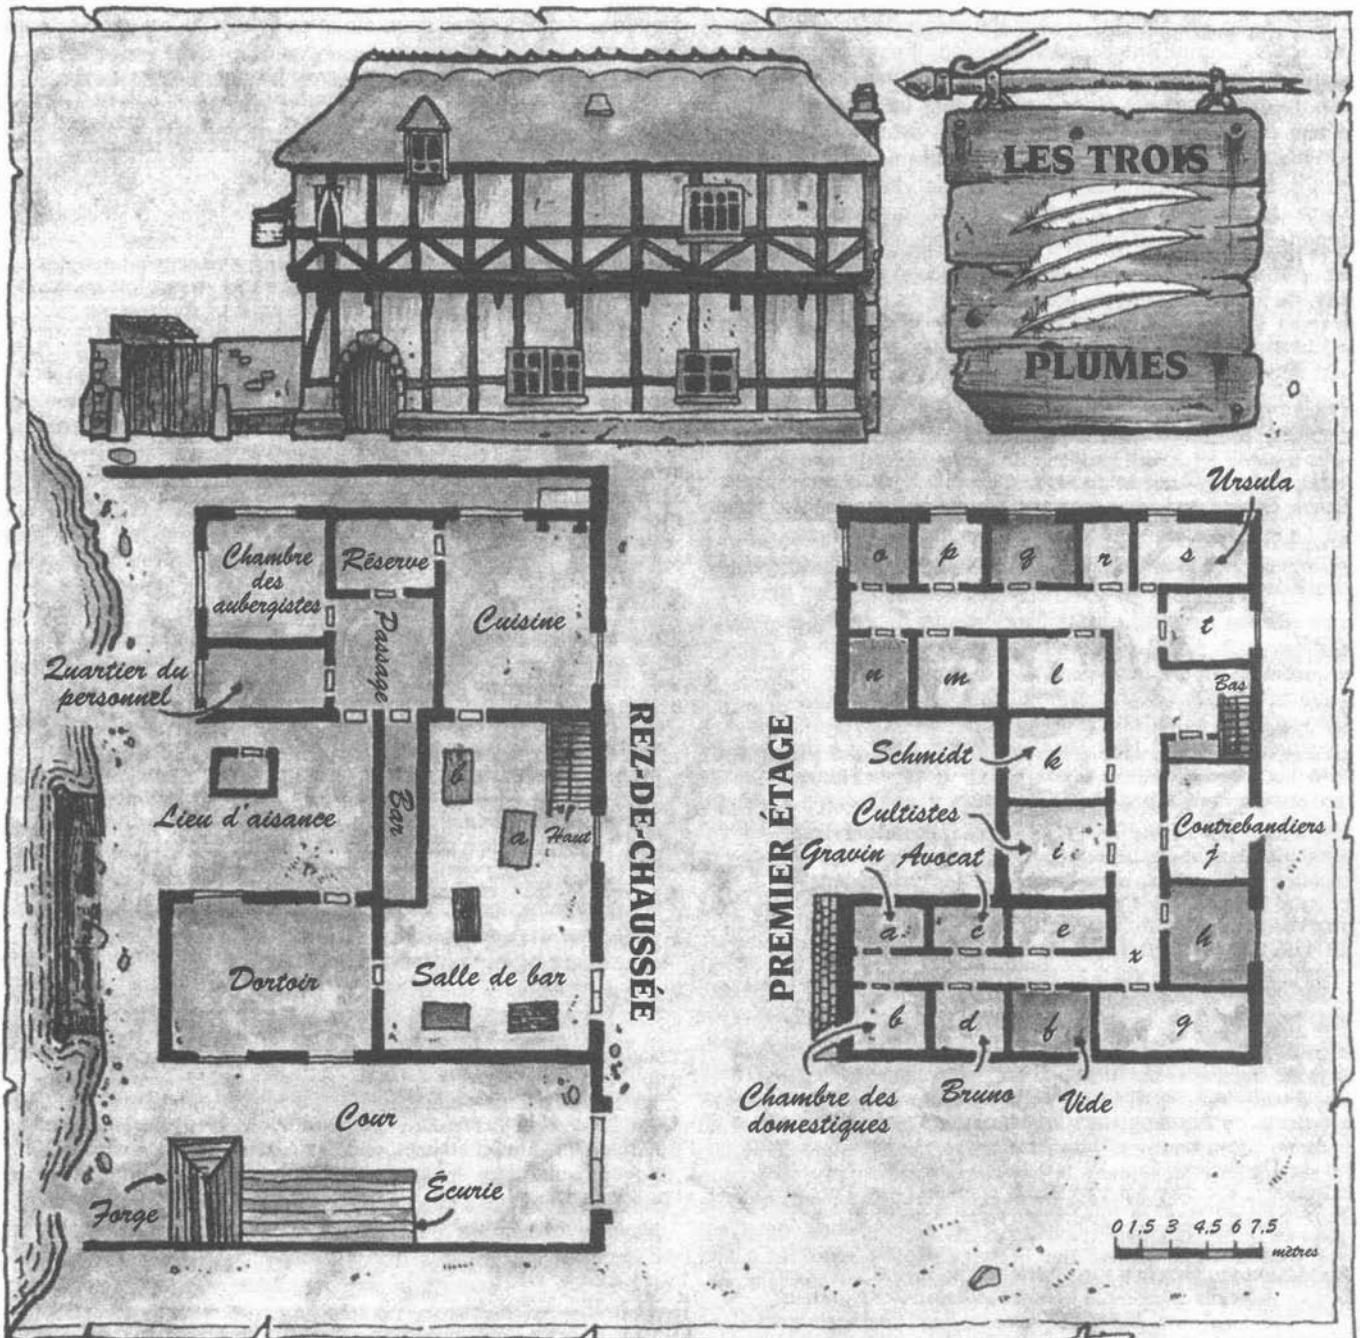 LES TROIS
PLUMES
Chambre
des
aubergistes
Réserve
Passage
Cuisine
Quartier du
personnel
Lieu d'aisance
Bar
b
a
Haut
Dortoir
Salle de bar
Cour
Forge
Écurie
REZ-DE-CHAUSSÉE
PREMIER ÉTAGE
Ursula
o
p
q
r
s
t
n
m
l
Bas
Schmidt
k
Cultistes
i
Contrebandiers
j
Gravin
Avocat
a
c
e
x
h
b
d
f
g
Chambre des
domestiques
Bruno
Vide
0 1,5 3 4,5 6 7,5
mètres